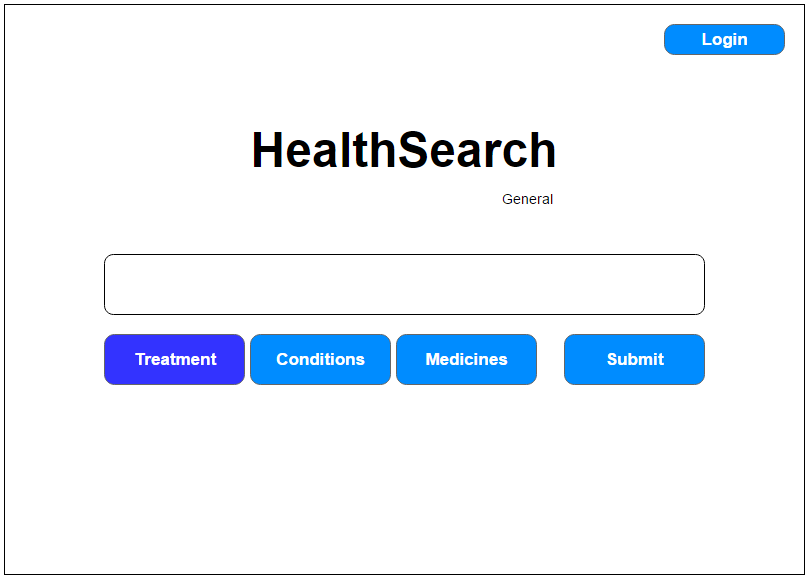 Login
HealthSearch
General
Treatment Conditions Medicines Submit